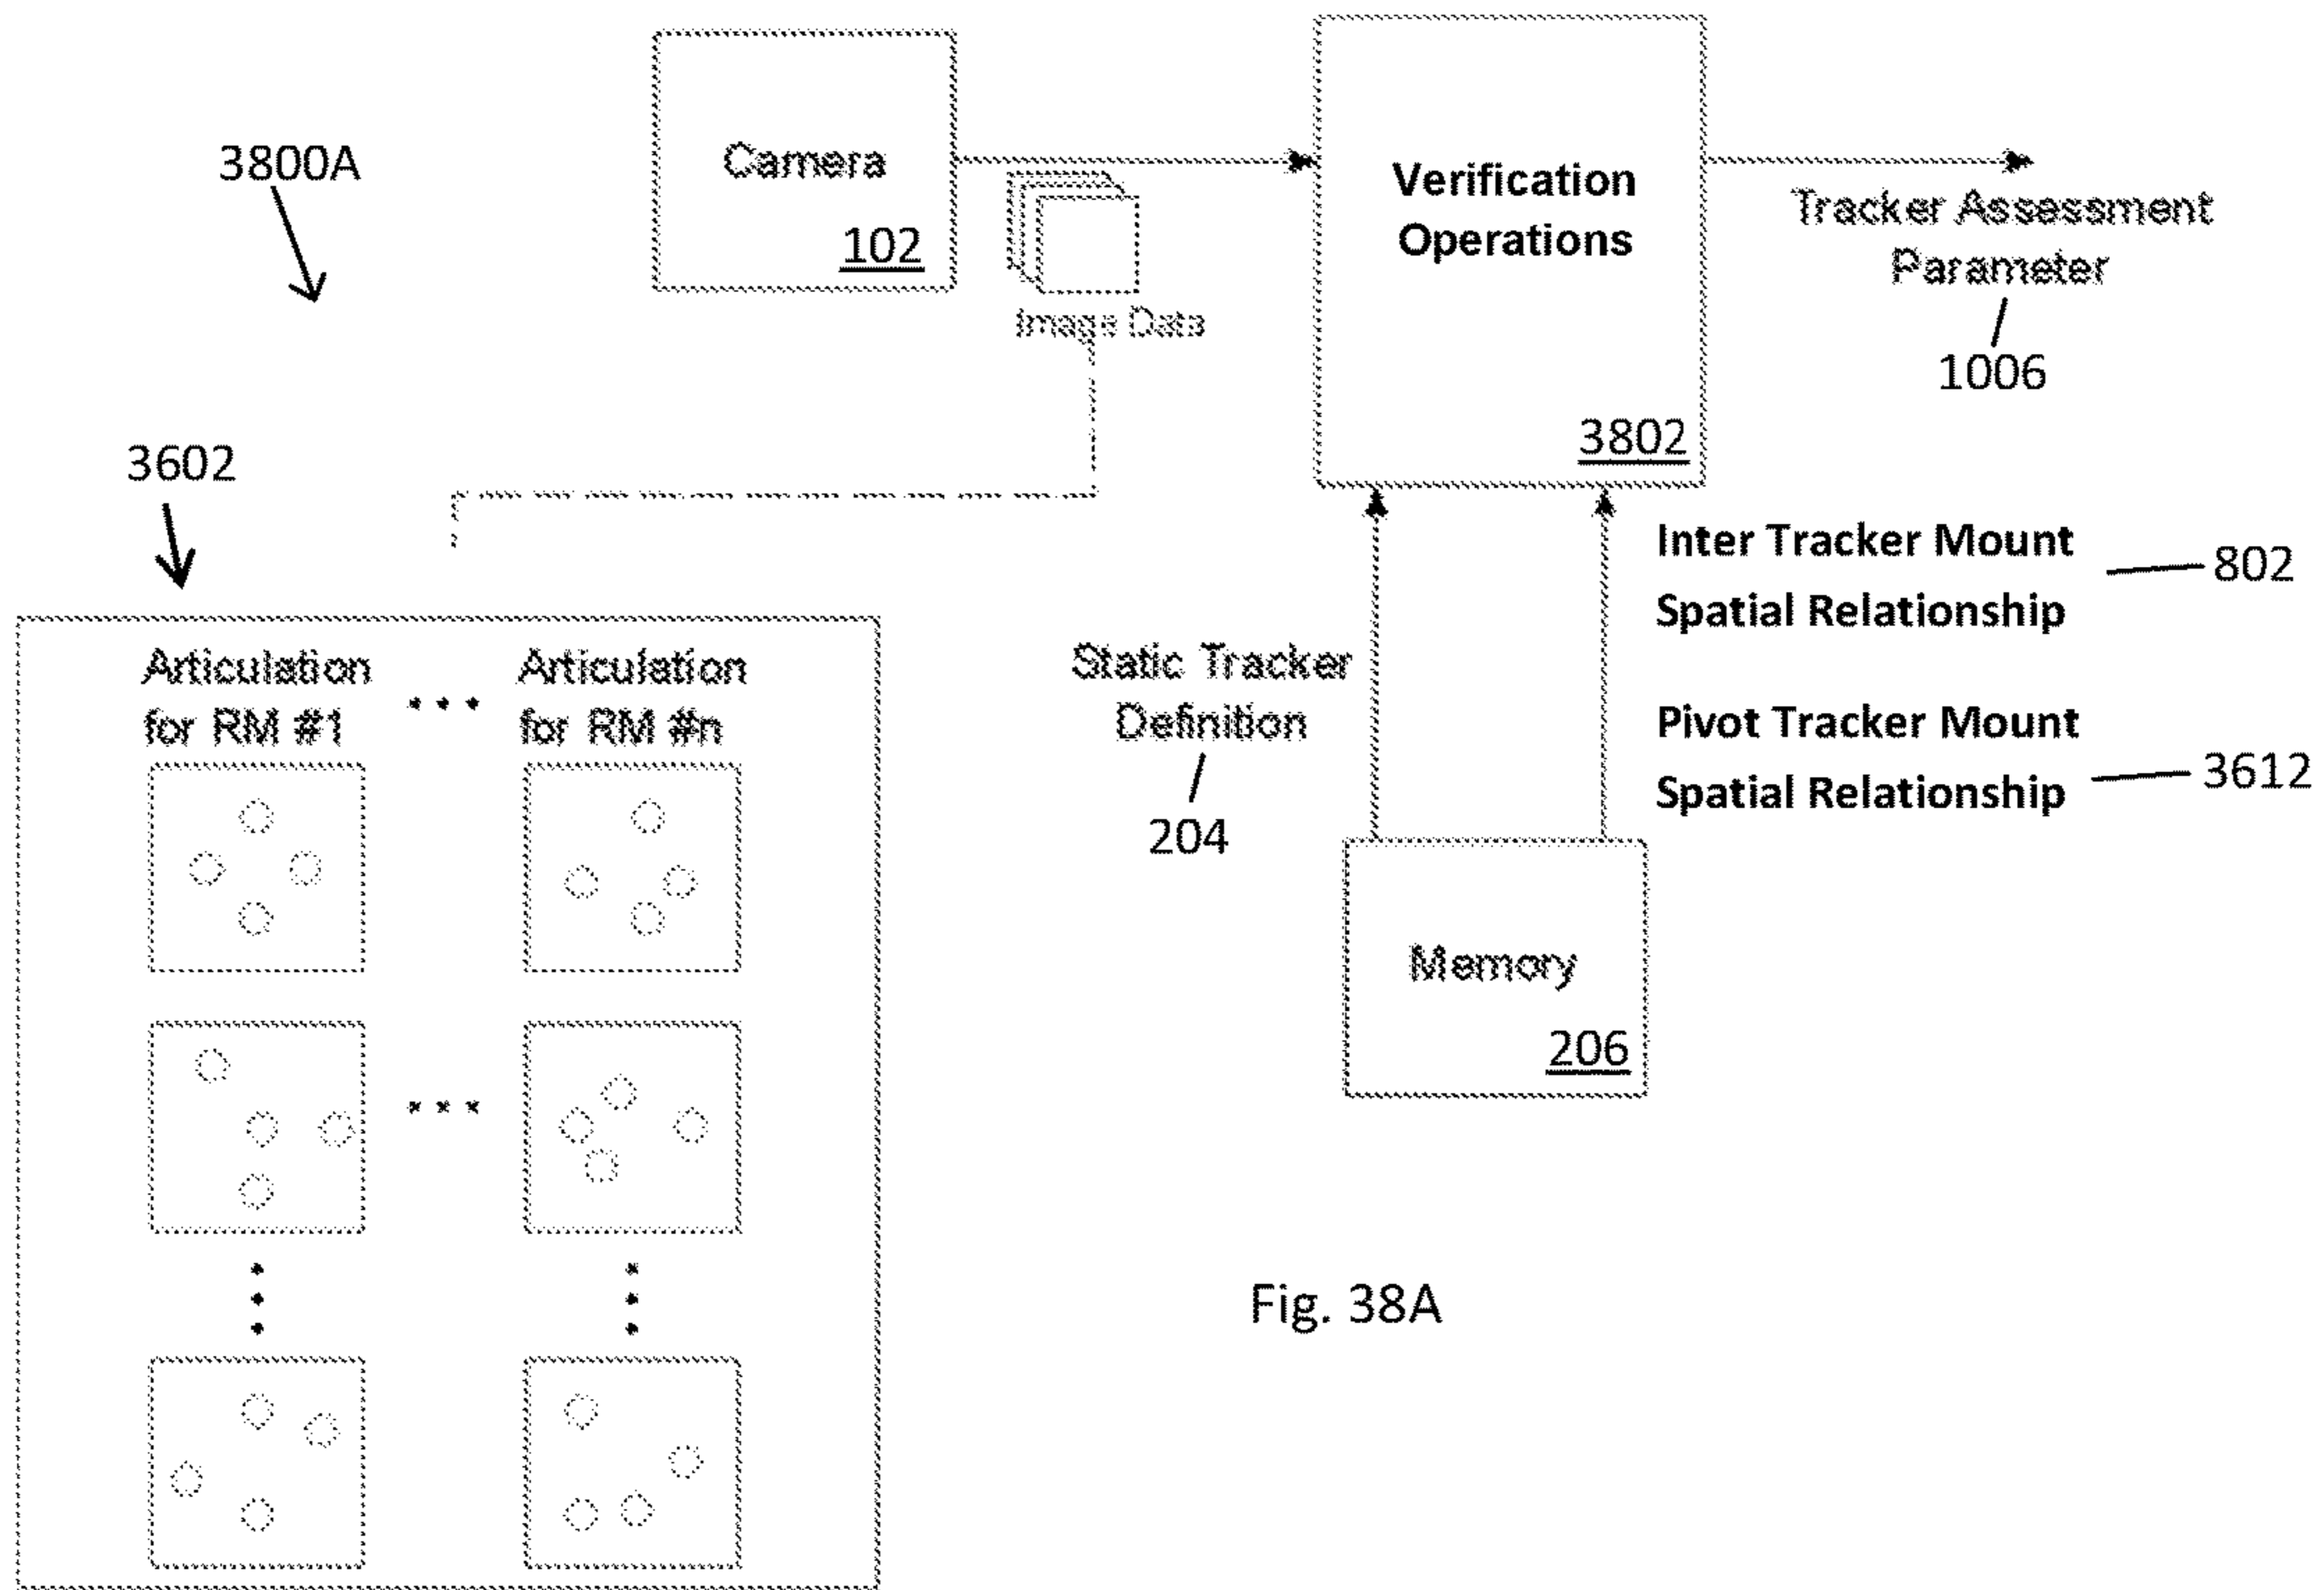 3800A
Camera
102
Image Data
Verification
Operations
3802
Tracker Assessment
Parameter
1006
3602
Articulation
for RM #1
• • •
Articulation
for RM #n
Static Tracker
Definition
204
Inter Tracker Mount
Spatial Relationship
802
Pivot Tracker Mount
Spatial Relationship
3612
Memory
206
Fig. 38A